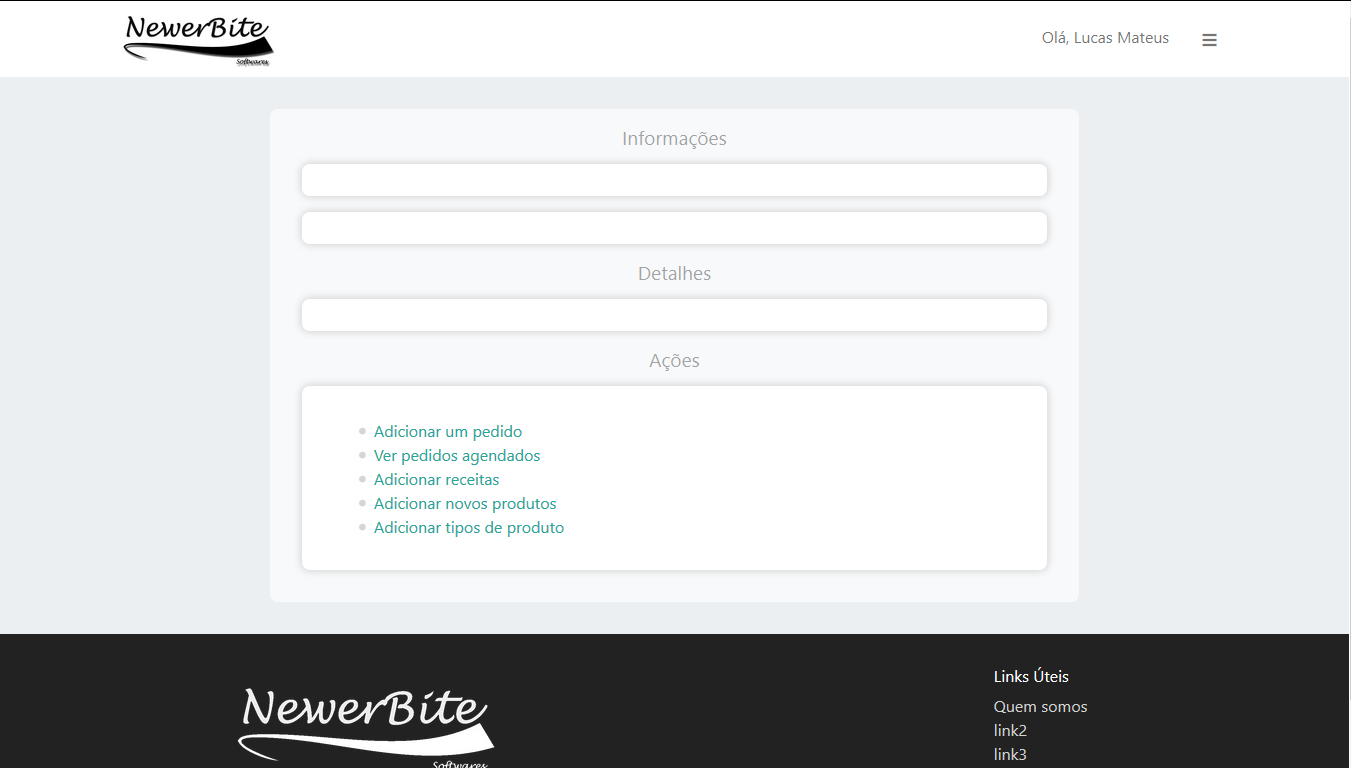 NewerBite
Softwares
Olá, Lucas Mateus
Informações
Detalhes
Ações
Adicionar um pedido
Ver pedidos agendados
Adicionar receitas
Adicionar novos produtos
Adicionar tipos de produto
NewerBite
Softwares
Links Úteis
Quem somos
link2
link3